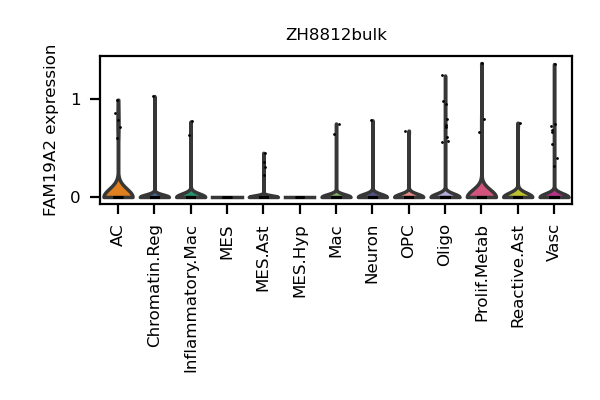 ZH8812bulk
FAM19A2 expression
1
0
AC
Chromatin.Reg
Inflammatory.Mac
MES
MES.Ast
MES.Hyp
Mac
Neuron
OPC
Oligo
Prolif.Metab
Reactive.Ast
Vasc